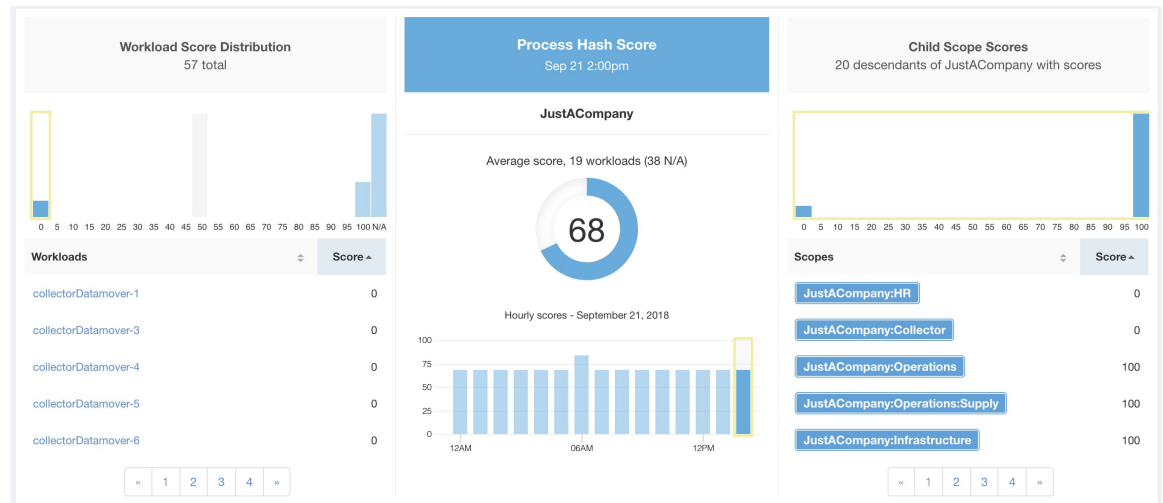 Workload Score Distribution
57 total
0 5 10 15 20 25 30 35 40 45 50 55 60 65 70 75 80 85 90 95 100 N/A
Workloads Score
collectorDatamover-1 0
collectorDatamover-3 0
collectorDatamover-4 0
collectorDatamover-5 0
collectorDatamover-6 0
« 1 2 3 4 »
Process Hash Score
Sep 21 2:00pm
JustACompany
Average score, 19 workloads (38 N/A)
68
Hourly scores - September 21, 2018
100
75
50
25
0
12AM 06AM 12PM
Child Scope Scores
20 descendants of JustACompany with scores
0 5 10 15 20 25 30 35 40 45 50 55 60 65 70 75 80 85 90 95 100
Scopes Score
JustACompany:HR 0
JustACompany:Collector 0
JustACompany:Operations 100
JustACompany:Operations:Supply 100
JustACompany:Infrastructure 100
« 1 2 3 4 »